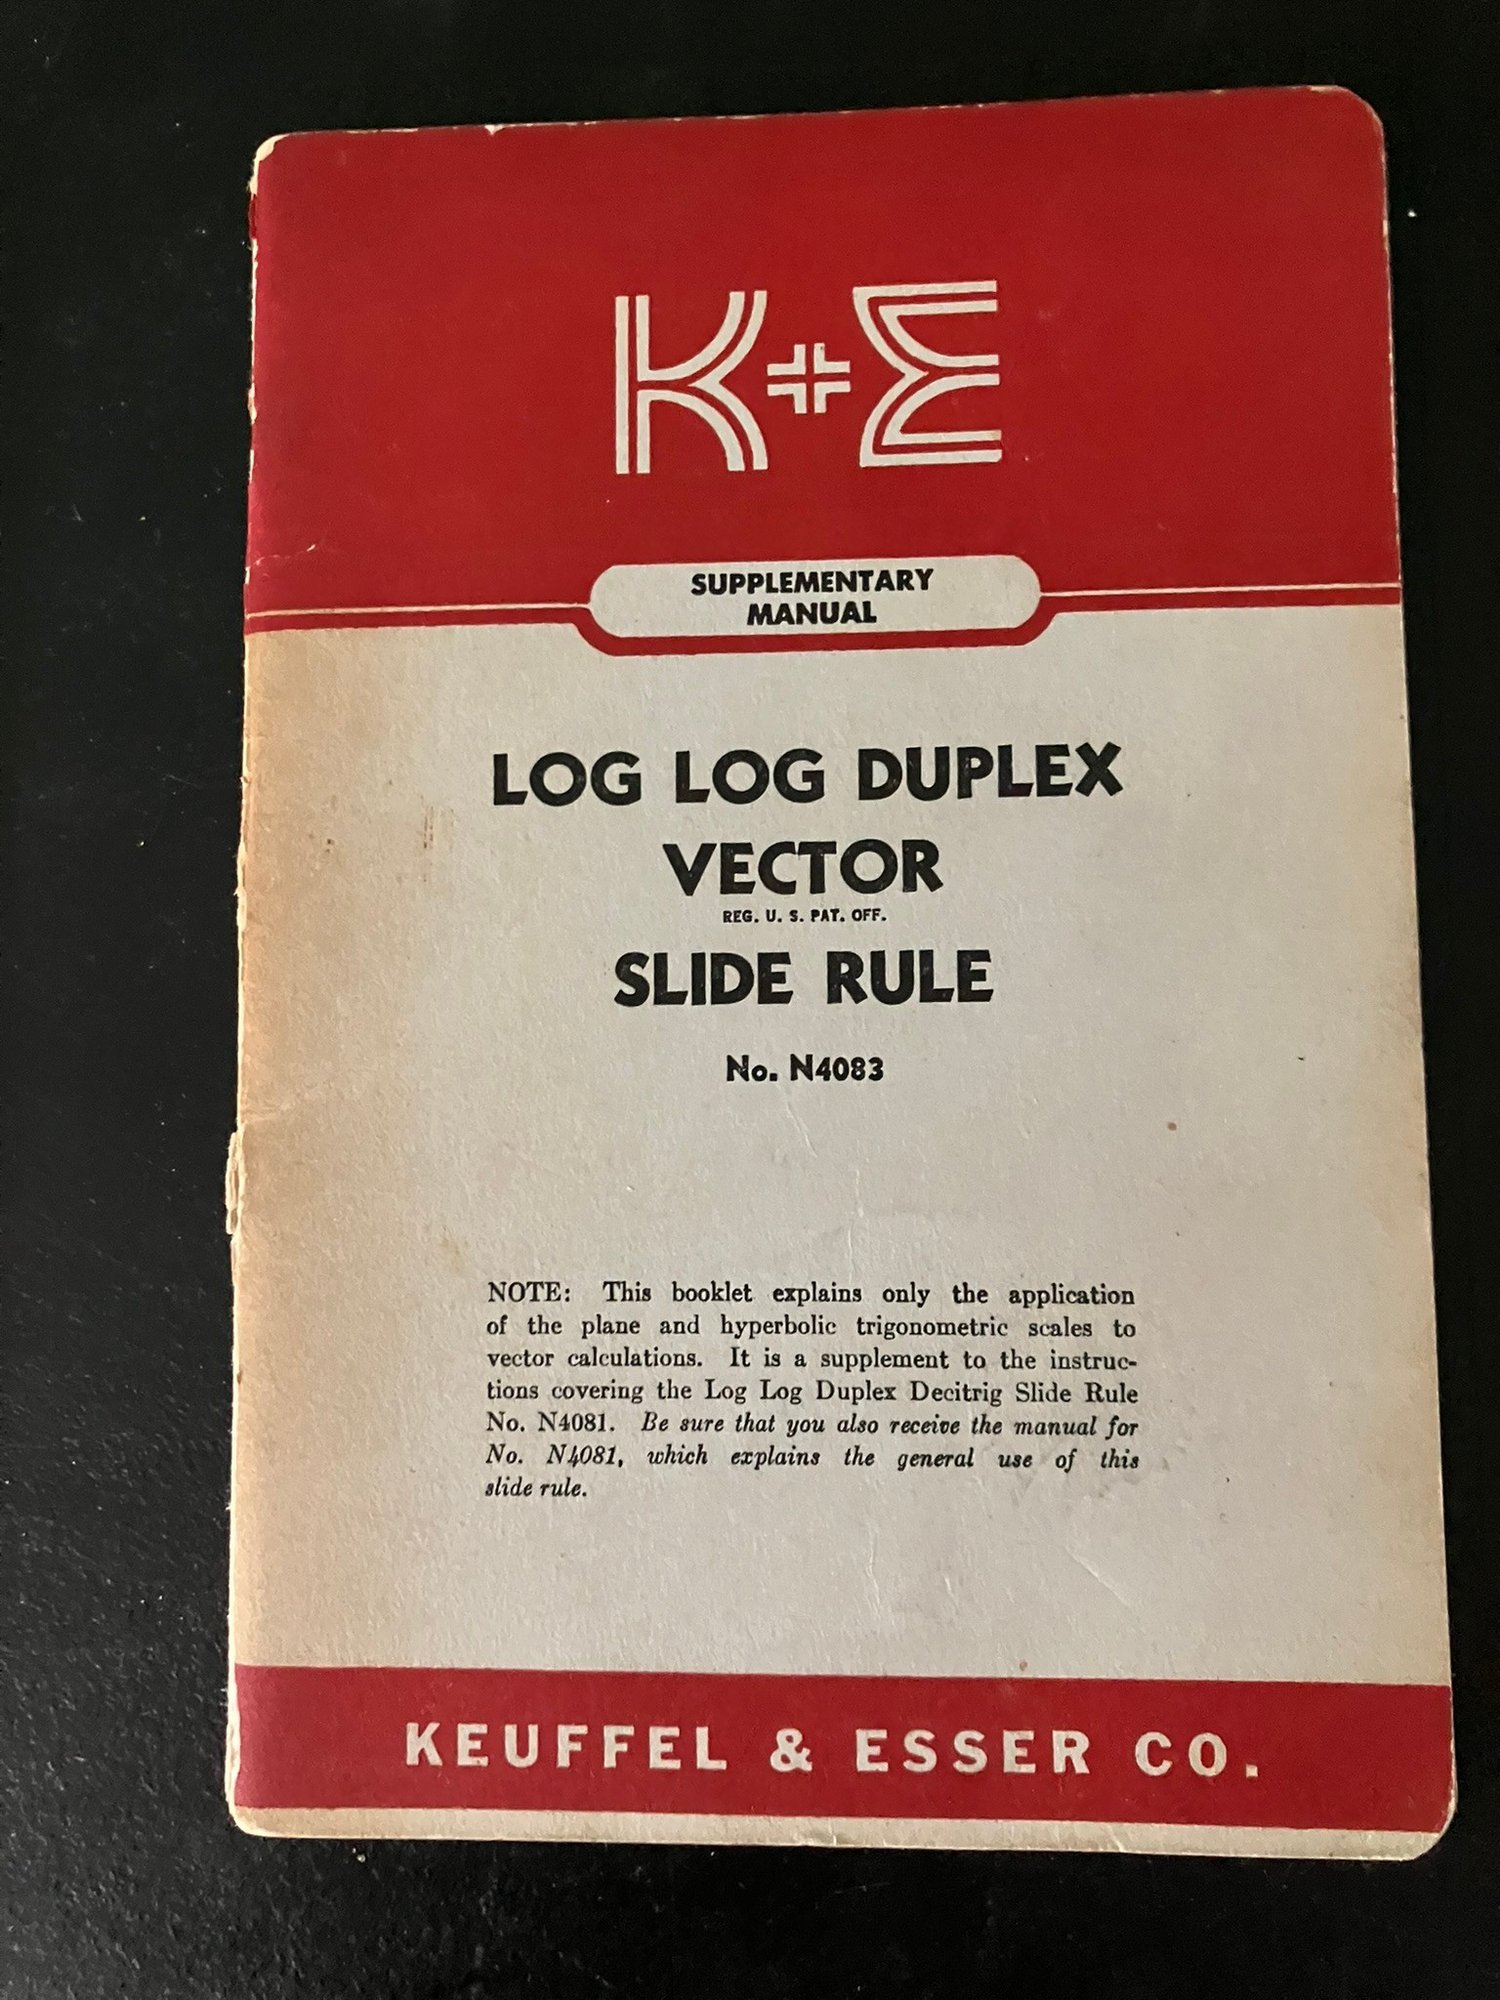 K+E
SUPPLEMENTARY
MANUAL
LOG LOG DUPLEX
VECTOR
REG. U. S. PAT. OFF.
SLIDE RULE
No. N4083
NOTE: This booklet explains only the application
of the plane and hyperbolic trigonometric scales to
vector calculations. It is a supplement to the instruc-
tions covering the Log Log Duplex Decitrig Slide Rule
No. N4081. Be sure that you also receive the manual for
No. N4081, which explains the general use of this
slide rule.
KEUFFEL & ESSER CO.